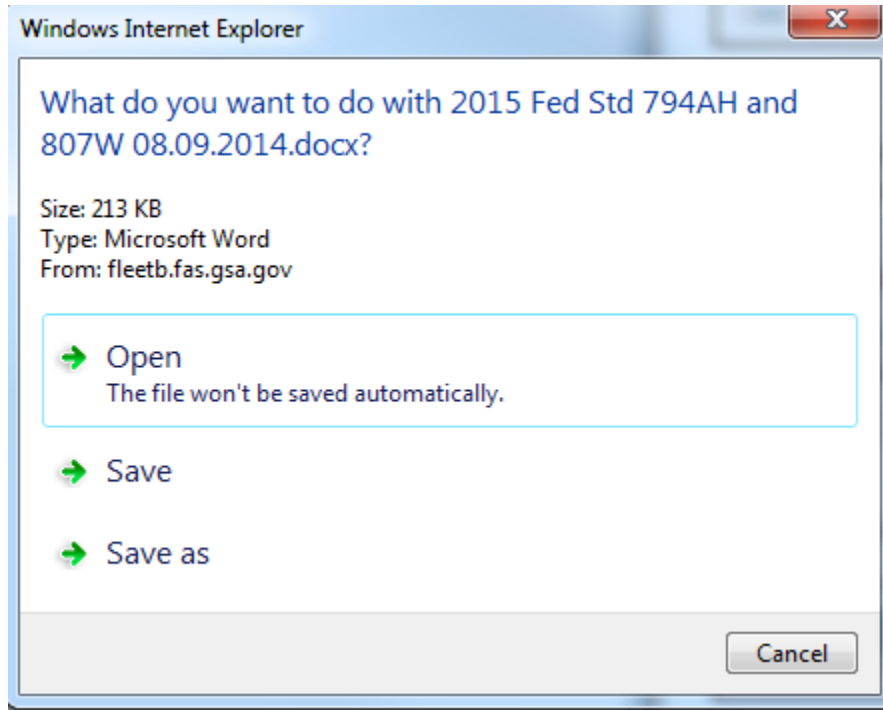 Windows Internet Explorer
What do you want to do with 2015 Fed Std 794AH and
807W 08.09.2014.docx?
Size: 213 KB
Type: Microsoft Word
From: fleetb.fas.gsa.gov
Open
The file won't be saved automatically.
Save
Save as
Cancel